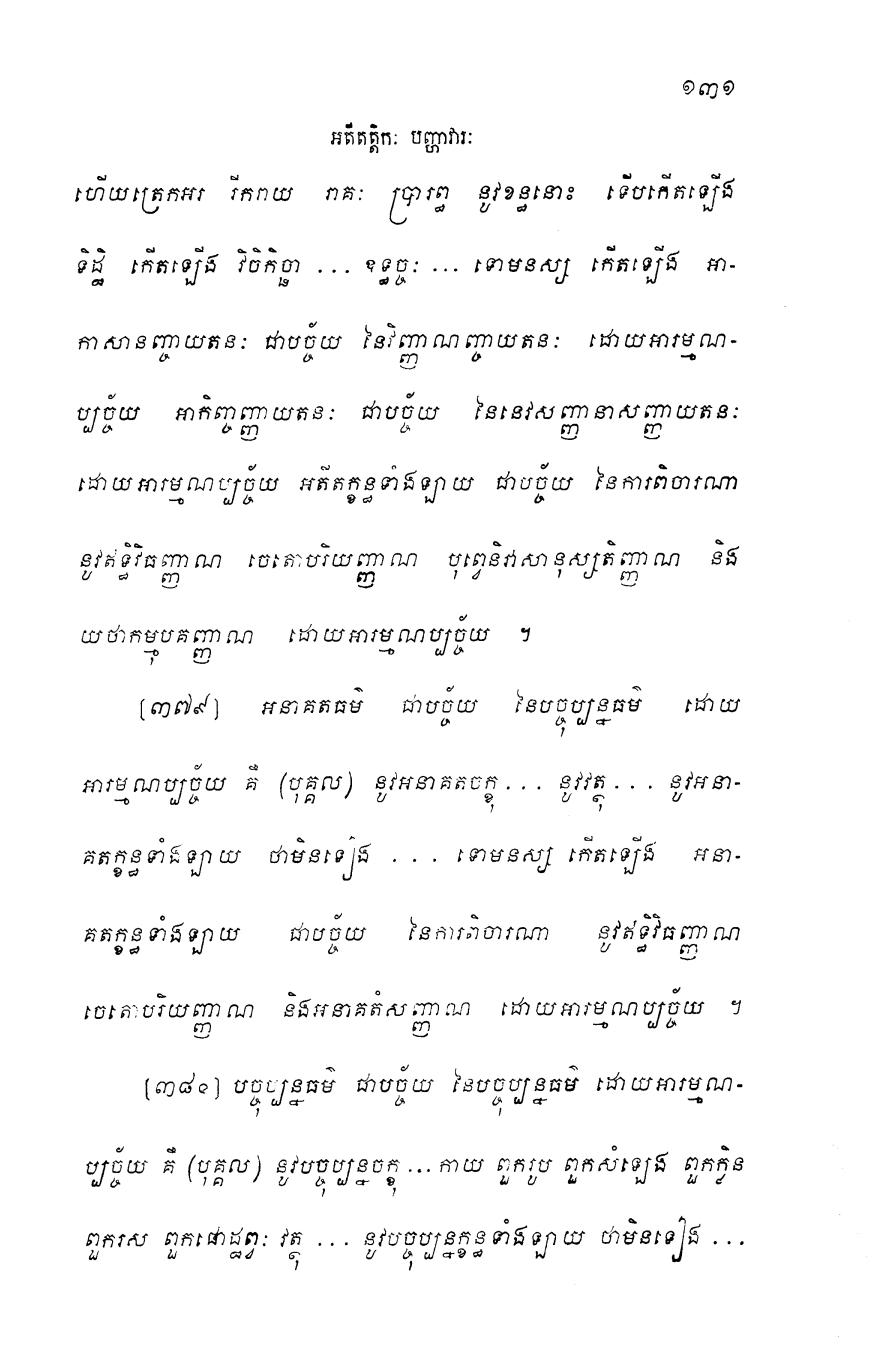 ១៣១
អតីតត្តិកៈ បញ្ហាវារៈ
ហើយត្រេកអរ រីករាយ រាគៈ ប្រារព្ធ នូវខន្ធនោះ ទើបកើតឡើង
ទិដ្ឋិ កើតឡើង វិចិកិច្ឆា ... ឧទ្ធច្ចៈ ... ទោមនស្ស កើតឡើង អា-
កាសានញ្ចាយតនៈ ជាបច្ច័យ នៃវិញ្ញាណញ្ចាយតនៈ ដោយអារម្មណ-
ប្បច្ច័យ អាកិញ្ចញ្ញាយតនៈ ជាបច្ច័យ នៃនេវសញ្ញានាសញ្ញាយតនៈ
ដោយអារម្មណប្បច្ច័យ អតីតក្ខន្ធទាំងឡាយ ជាបច្ច័យ នៃការពិចារណា
នូវឥទ្ធិវិធញ្ញាណ ចេតោបរិយញ្ញាណ បុព្វេនិវាសានុស្សតិញ្ញាណ និង
យថាកម្មុបគញ្ញាណ ដោយអារម្មណប្បច្ច័យ ។
[៣៧៩] អនាគតធម៌ ជាបច្ច័យ នៃបច្ចុប្បន្នធម៌ ដោយ
អារម្មណប្បច្ច័យ គឺ (បុគ្គល) នូវអនាគតចក្ខុ ... នូវវត្ថុ ... នូវអនា-
គតក្ខន្ធទាំងឡាយ ថាមិនទៀង ... ទោមនស្ស កើតឡើង អនា-
គតក្ខន្ធទាំងឡាយ ជាបច្ច័យ នៃការពិចារណា នូវឥទ្ធិវិធញ្ញាណ
ចេតោបរិយញ្ញាណ និងអនាគតំសញ្ញាណ ដោយអារម្មណប្បច្ច័យ ។
[៣៨០] បច្ចុប្បន្នធម៌ ជាបច្ច័យ នៃបច្ចុប្បន្នធម៌ ដោយអារម្មណ-
ប្បច្ច័យ គឺ (បុគ្គល) នូវបច្ចុប្បន្នចក្ខុ ... កាយ ពួករូប ពួកសំឡេង ពួកក្លិន
ពួករស ពួកផោដ្ឋព្វៈ វត្ថុ ... នូវបច្ចុប្បន្នក្ខន្ធទាំងឡាយ ថាមិនទៀង ...